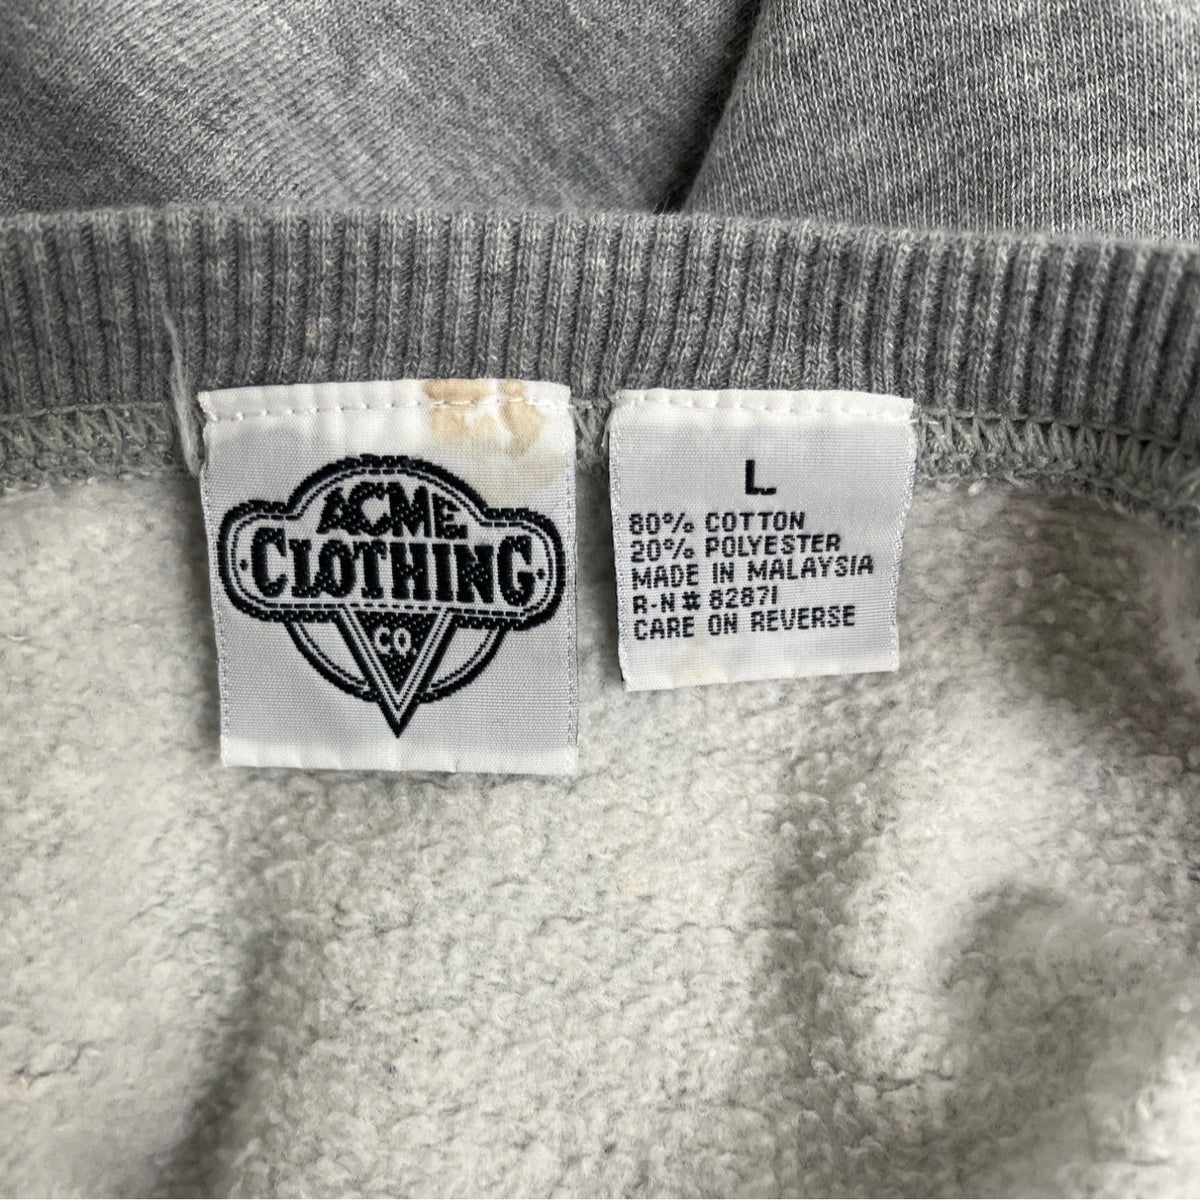 ACME
CLOTHING
CO.
L
80% COTTON
20% POLYESTER
MADE IN MALAYSIA
R-N# 82871
CARE ON REVERSE